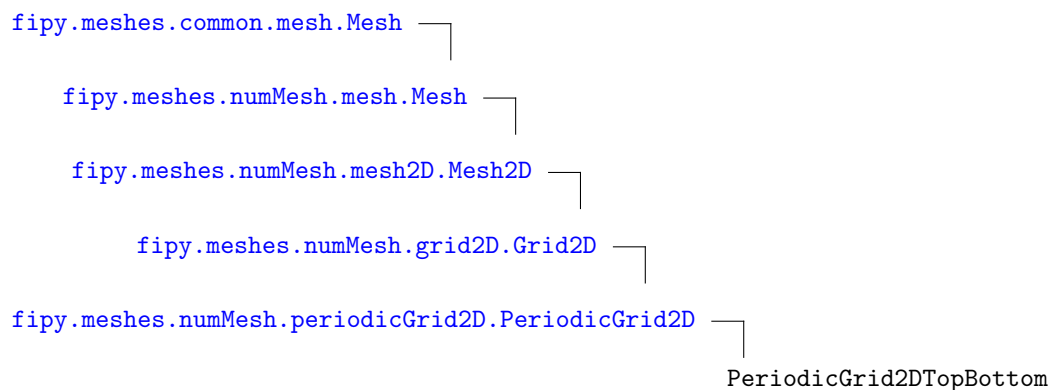 fipy.meshes.common.mesh.Mesh
fipy.meshes.numMesh.mesh.Mesh
fipy.meshes.numMesh.mesh2D.Mesh2D
fipy.meshes.numMesh.grid2D.Grid2D
fipy.meshes.numMesh.periodicGrid2D.PeriodicGrid2D
PeriodicGrid2DTopBottom